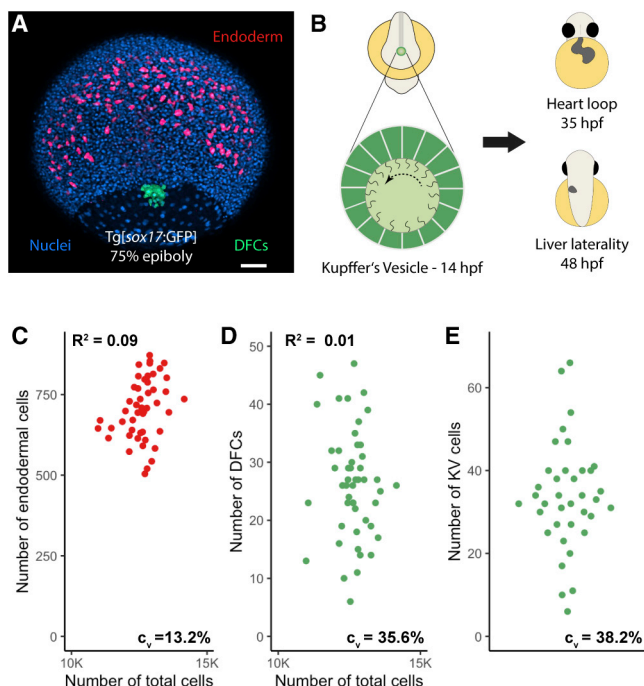 A
Endoderm
Nuclei
Tg[sox17:GFP]
75% epiboly
DFCs
B
Kupffer's Vesicle - 14 hpf
Heart loop
35 hpf
Liver laterality
48 hpf
C
R² = 0.09
Number of endodermal cells
750
500
250
0
cᵥ =13.2%
10K
15K
Number of total cells
D
R² = 0.01
Number of DFCs
50
40
30
20
10
0
cᵥ = 35.6%
10K
15K
Number of total cells
E
Number of KV cells
60
40
20
0
cᵥ = 38.2%